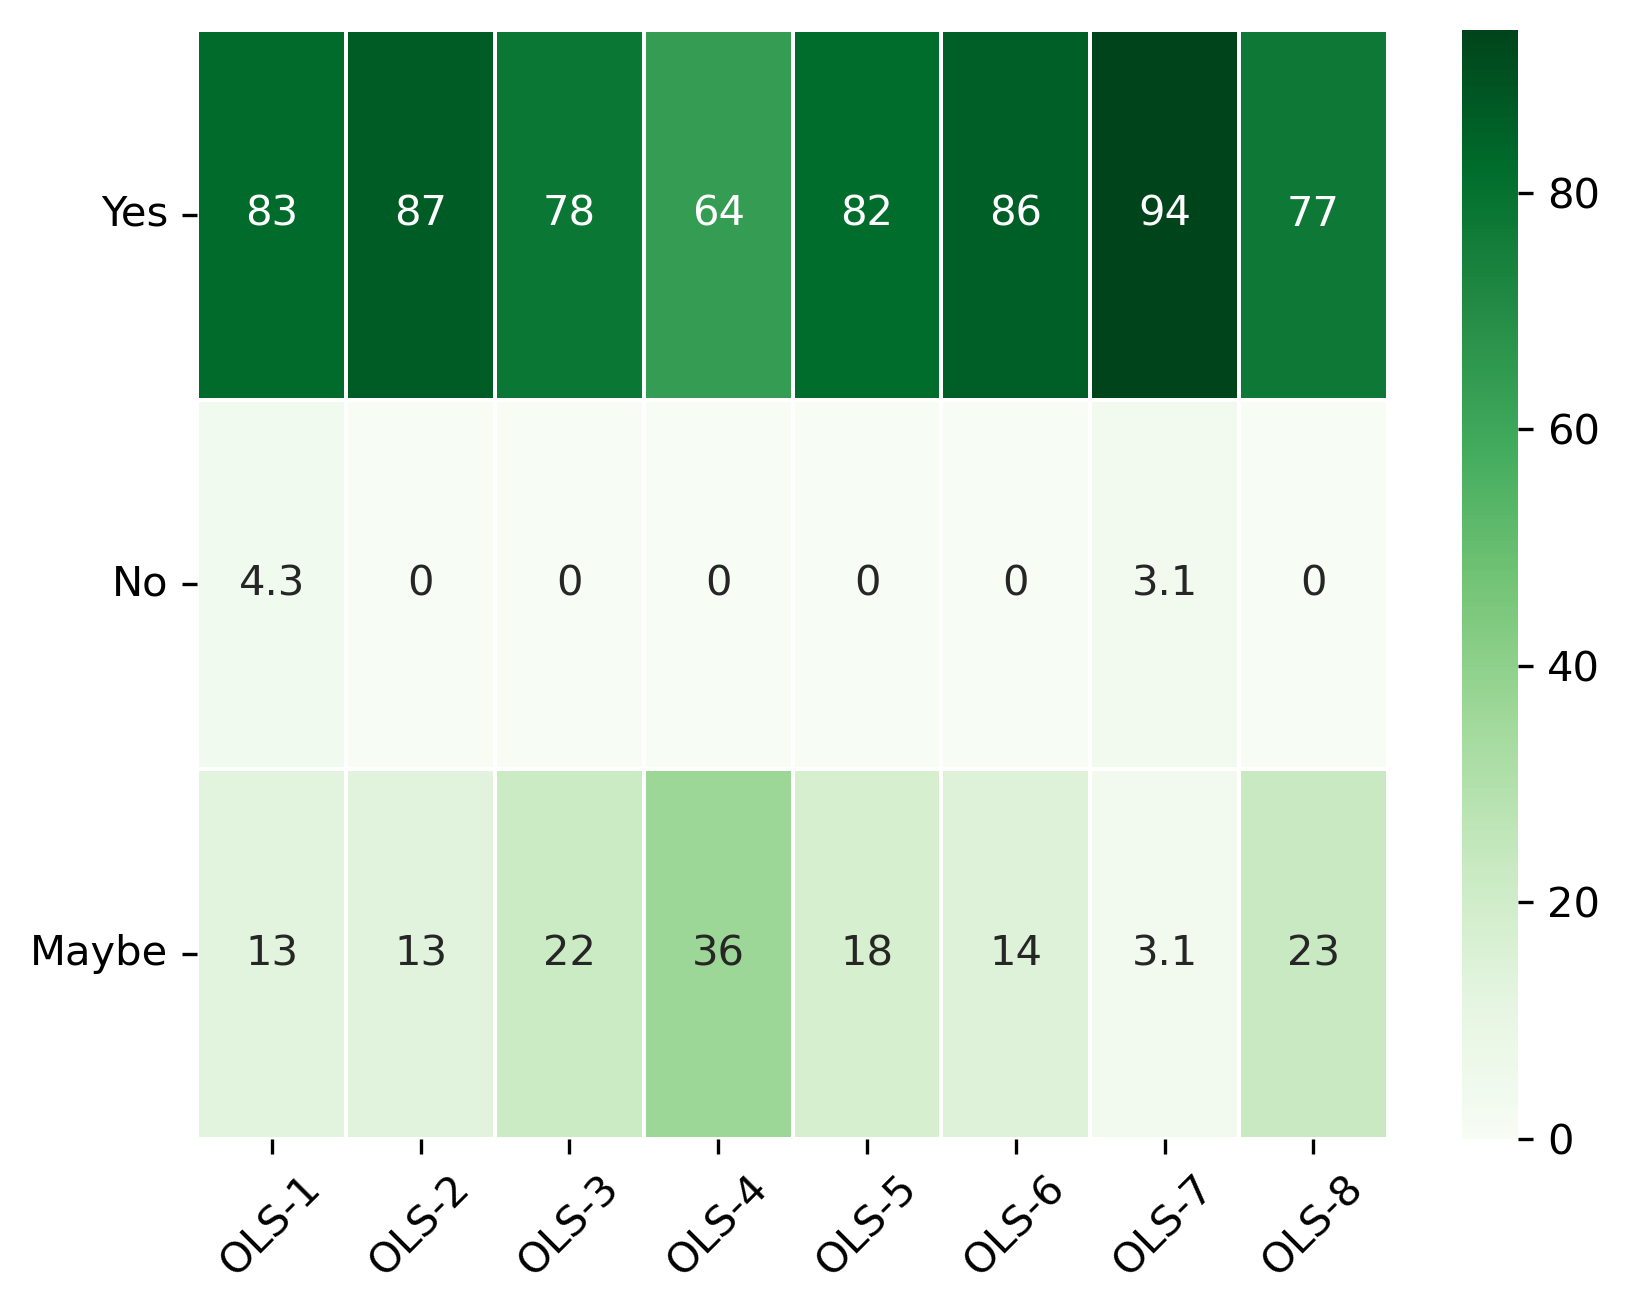 Yes 83 87 78 64 82 86 94 77
No 4.3 0 0 0 0 0 3.1 0
Maybe 13 13 22 36 18 14 3.1 23
OLS-1 OLS-2 OLS-3 OLS-4 OLS-5 OLS-6 OLS-7 OLS-8
80
60
40
20
0